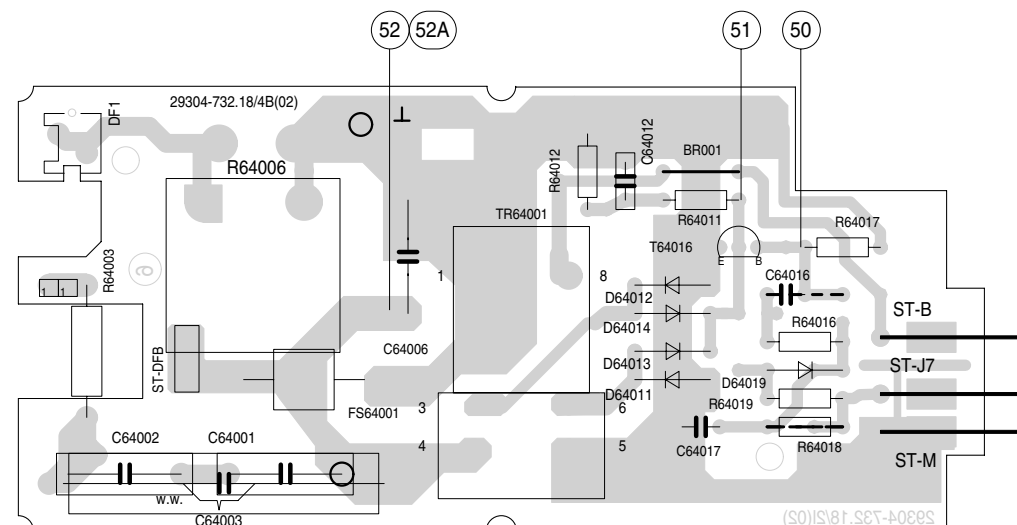 52 52A 51 50
29304-732.18/4B(02)
DF1
R64006
R64012
C64012
BR001
R64011
TR64001
T64016
R64017
E B
R64003
a
1 1
1 8
C64016
D64012
D64014
R64016
ST-B
C64006
ST-DFB
D64013
ST-J7
D64019
D64011
R64019
FS64001
3 6
4 5
C64002 C64001
C64017
R64018
ST-M
w.w.
C64003
29304-732.18/2I(02)